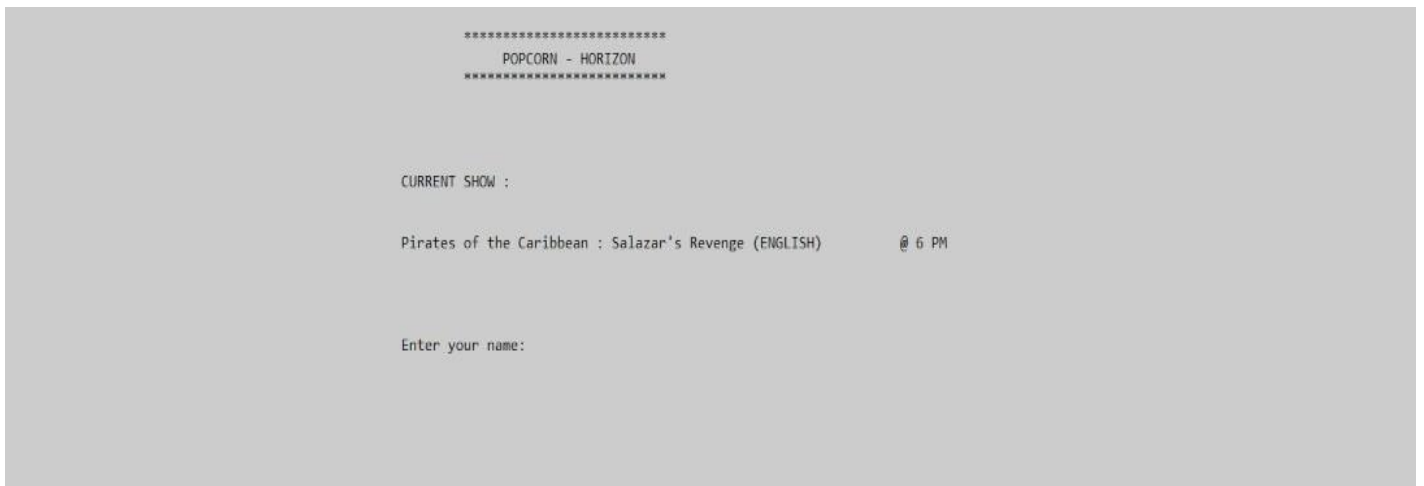 **************************
POPCORN - HORIZON
**************************
CURRENT SHOW :
Pirates of the Caribbean : Salazar's Revenge (ENGLISH) @ 6 PM
Enter your name: